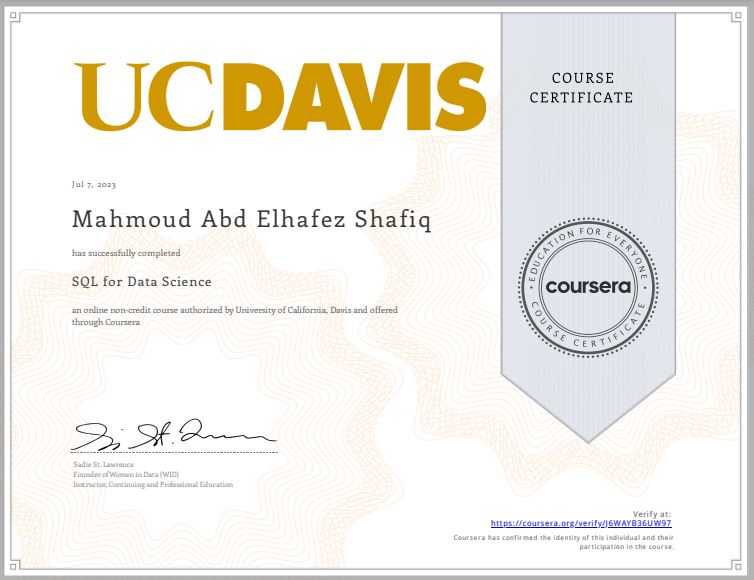 UCDAVIS
COURSE
CERTIFICATE
Jul 7, 2023
Mahmoud Abd Elhafez Shafiq
has successfully completed
SQL for Data Science
an online non-credit course authorized by University of California, Davis and offered
through Coursera
EDUCATION FOR EVERYONE
coursera
COURSE CERTIFICATE
Sadie St. Lawrence
Founder of Women in Data (WID)
Instructor, Continuing and Professional Education
Verify at:
https://coursera.org/verify/J6WAYB36UW97
Coursera has confirmed the identity of this individual and their
participation in the course.